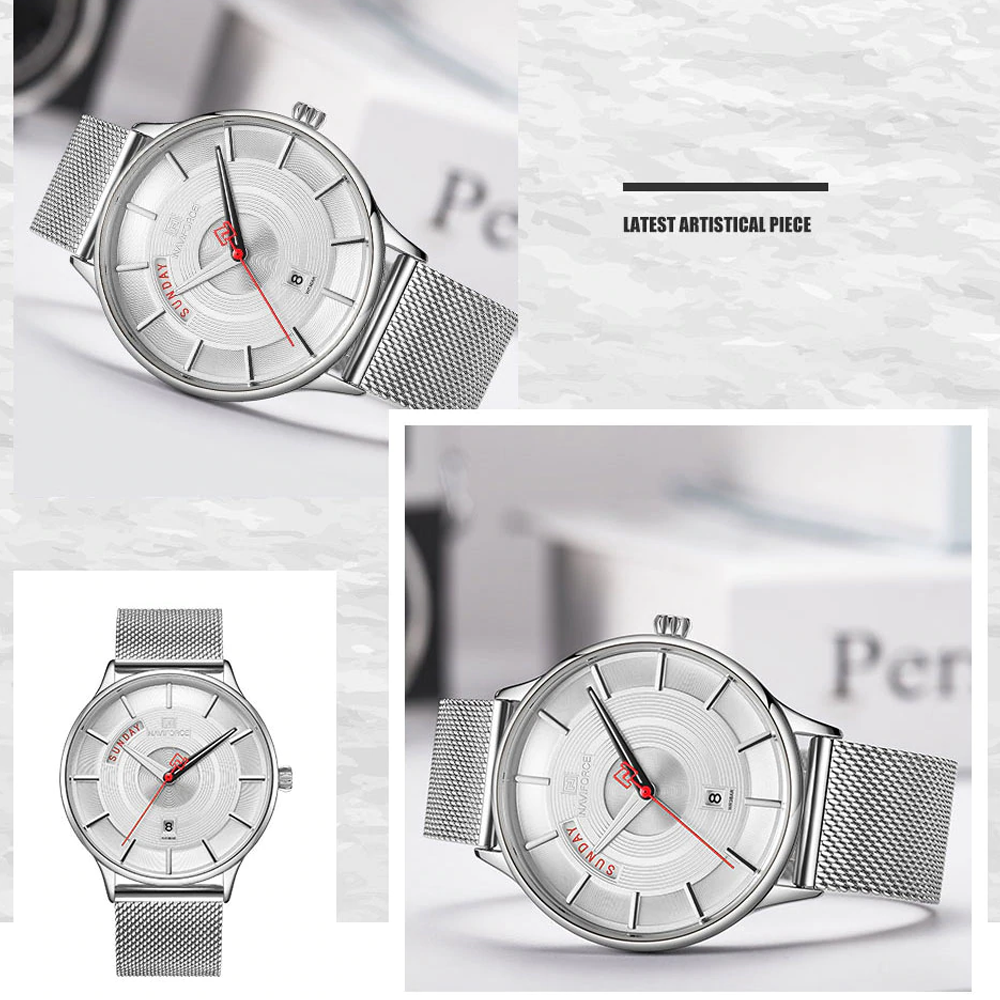 LATEST ARTISTICAL PIECE
NAVIFORCE
SUNDAY
8
Pe
SUNDAY
NAVIFORCE
8
Per
NAVIFORCE
SUNDAY
8